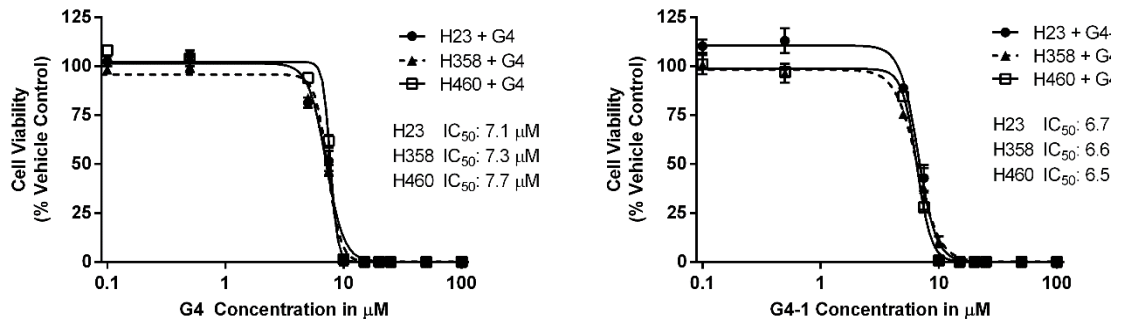 125
100
75
50
25
0
Cell Viability
(% Vehicle Control)
H23 + G4
H358 + G4
H460 + G4
H23 IC50: 7.1 μM
H358 IC50: 7.3 μM
H460 IC50: 7.7 μM
0.1 1 10 100
G4 Concentration in μM
125
100
75
50
25
0
Cell Viability
(% Vehicle Control)
H23 + G4-
H358 + G4
H460 + G4
H23 IC50: 6.7
H358 IC50: 6.6
H460 IC50: 6.5
0.1 1 10 100
G4-1 Concentration in μM